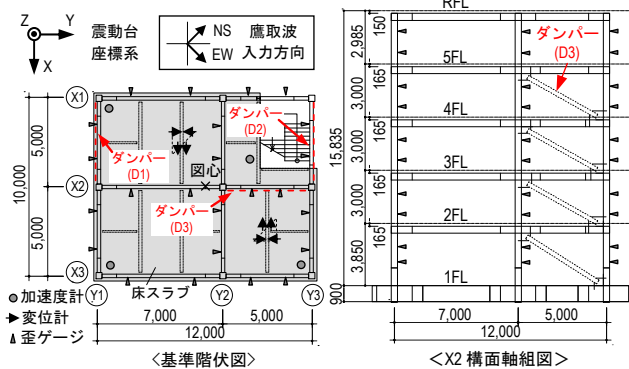 Z
Y
X
震動台
座標系
NS
EW
鷹取波
入力方向
X1
X2
X3
5,000
5,000
10,000
ダンパー
(D1)
ダンパー
(D2)
ダンパー
(D3)
図心
床スラブ
加速度計
変位計
歪ゲージ
Y1
Y2
Y3
7,000
5,000
12,000
<基準階伏図>
RFL
5FL
4FL
3FL
2FL
1FL
ダンパー
(D3)
150
2,985
165
3,000
165
3,000
165
3,850
900
15,835
3,000
165
7,000
5,000
12,000
<X2 構面軸組図>